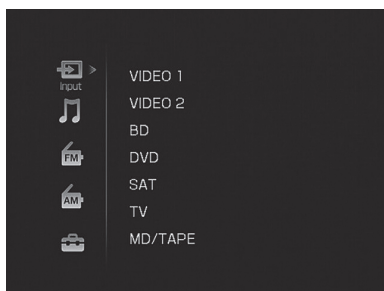 Input
VIDEO 1
VIDEO 2
BD
DVD
FM
SAT
AM
TV
MD/TAPE